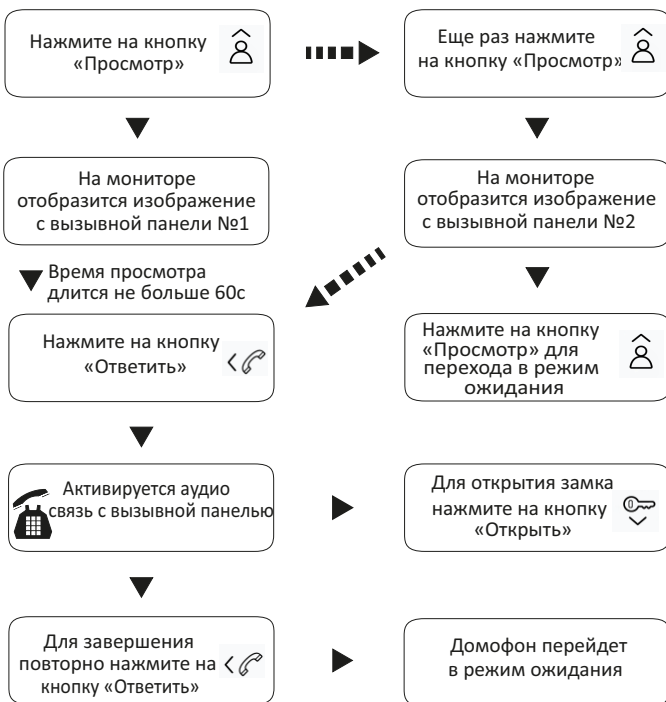 Нажмите на кнопку
«Просмотр»
Еще раз нажмите
на кнопку «Просмотр»
На мониторе
отобразится изображение
с вызывной панели №1
На мониторе
отобразится изображение
с вызывной панели №2
Время просмотра
длится не больше 60с
Нажмите на кнопку
«Ответить»
Нажмите на кнопку
«Просмотр» для
перехода в режим
ожидания
Активируется аудио
связь с вызывной панелью
Для открытия замка
нажмите на кнопку
«Открыть»
Для завершения
повторно нажмите на
кнопку «Ответить»
Домофон перейдет
в режим ожидания